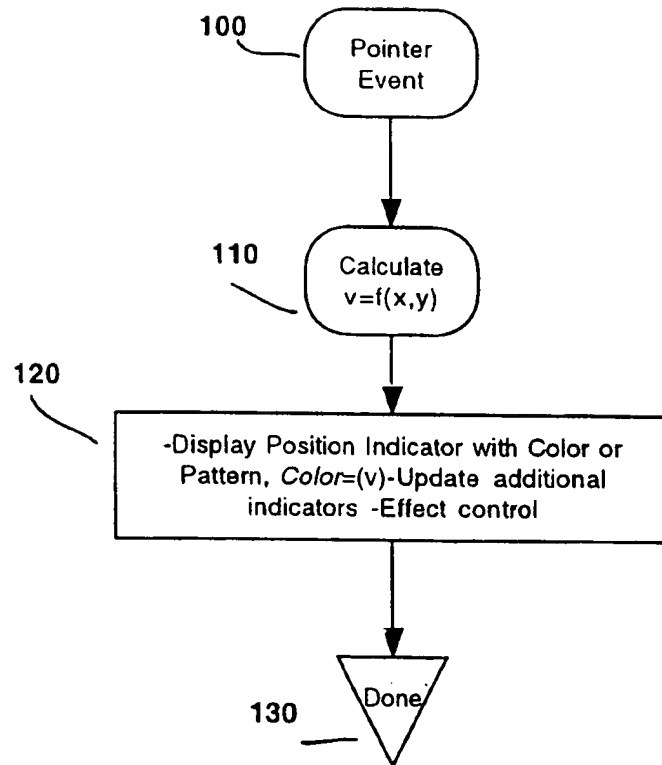 100
Pointer
Event
110
Calculate
v=f(x,y)
120
-Display Position Indicator with Color or
Pattern, Color=(v)-Update additional
indicators -Effect control
Done
130